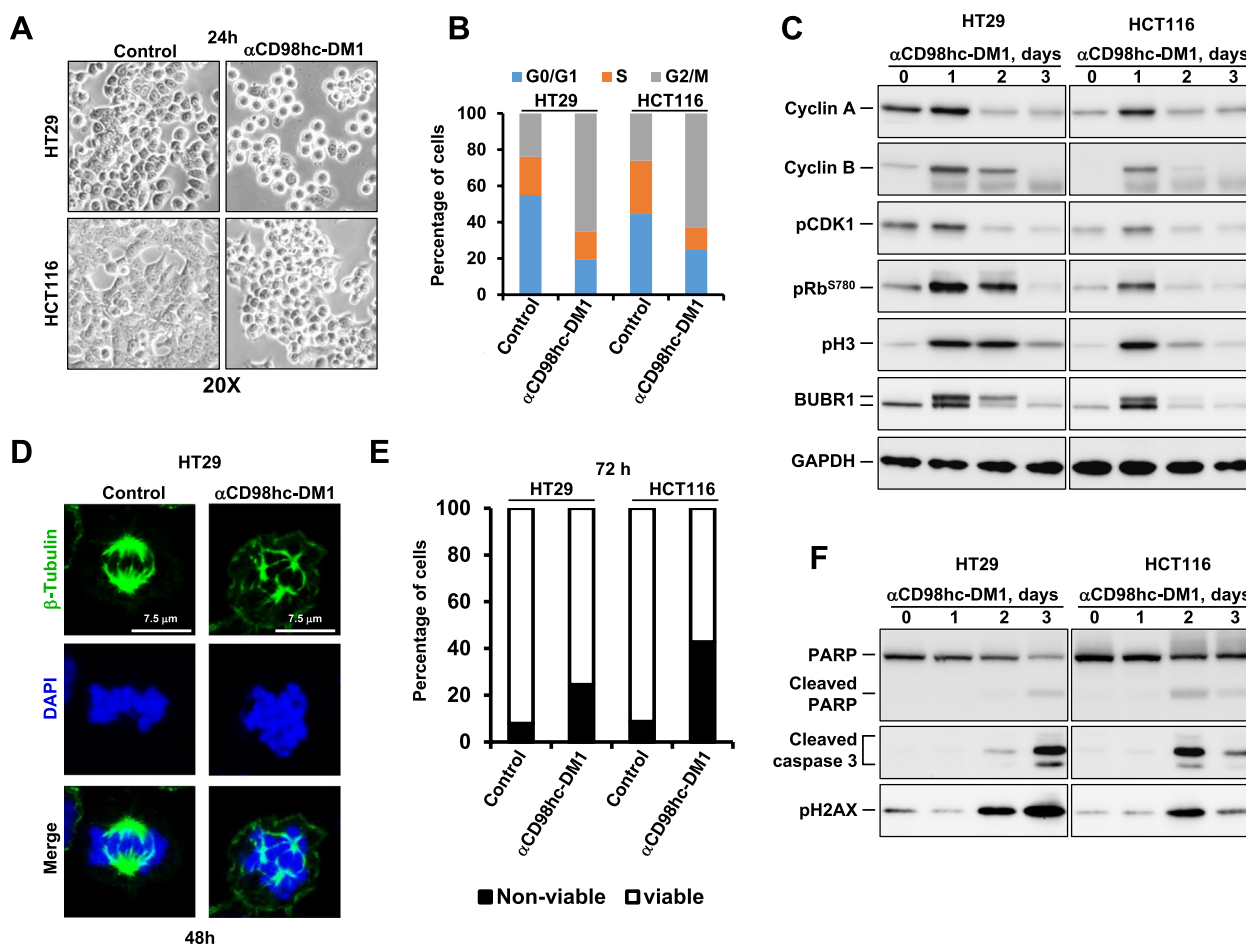 A
24h
Control αCD98hc-DM1
HT29
HCT116
20X
B
G0/G1 S G2/M
HT29 HCT116
Percentage of cells
100
80
60
40
20
0
Control
αCD98hc-DM1
Control
αCD98hc-DM1
C
HT29 HCT116
αCD98hc-DM1, days αCD98hc-DM1, days
0 1 2 3 0 1 2 3
Cyclin A
Cyclin B
pCDK1
pRbS780
pH3
BUBR1
GAPDH
D
HT29
Control αCD98hc-DM1
β-Tubulin
7.5 μm 7.5 μm
DAPI
Merge
48h
E
72 h
HT29 HCT116
Percentage of cells
100
80
60
40
20
0
Control
αCD98hc-DM1
Control
αCD98hc-DM1
Non-viable viable
F
HT29 HCT116
αCD98hc-DM1, days αCD98hc-DM1, days
0 1 2 3 0 1 2 3
PARP
Cleaved
PARP
Cleaved
caspase 3
pH2AX